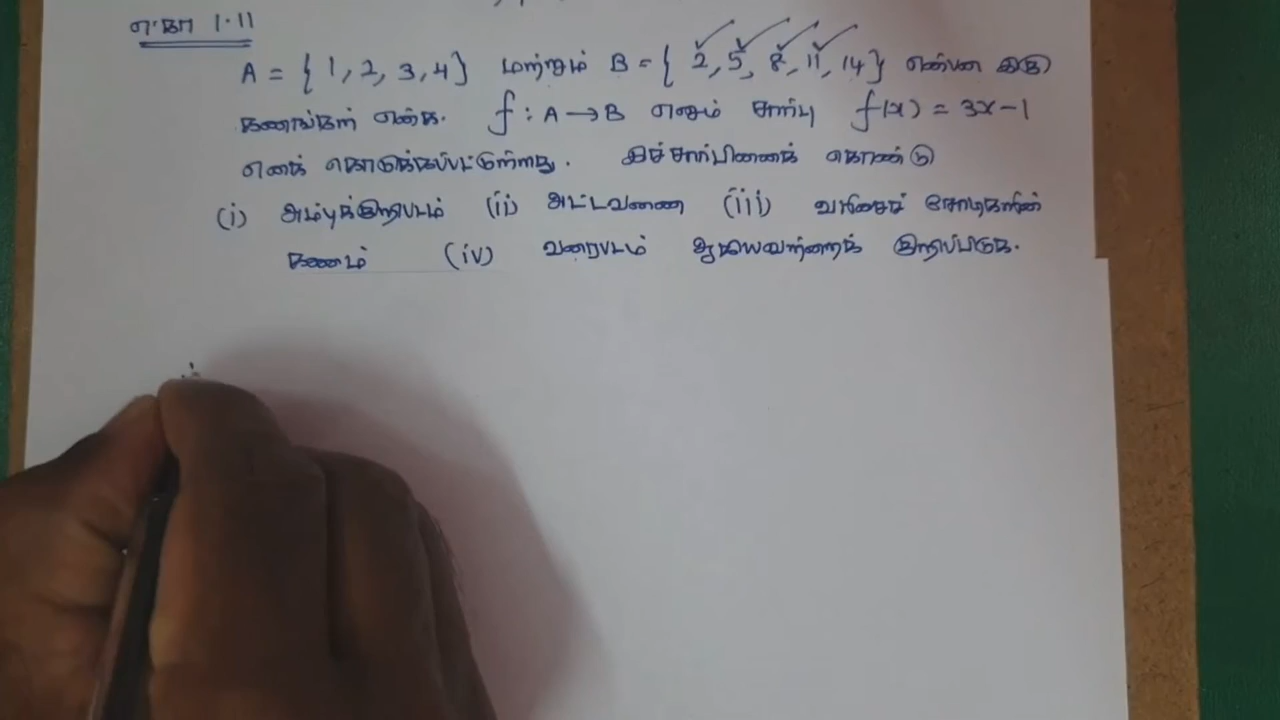 எ.கா 1.11
A = { 1, 2, 3, 4 } மற்றும் B = { 2, 5, 8, 11, 14 } என்பன இரு
கணங்கள் என்க. f : A → B எனும் சார்பு f(x) = 3x - 1
எனக் கொடுக்கப்பட்டுள்ளது. இச்சார்பினைக் கொண்டு
(i) அம்புக்குறிபடம் (ii) அட்டவணை (iii) வரிசைச் சோடிகளின்
கணம் (iv) வரைபடம் ஆகியவற்றைக் குறிப்பிடுக.